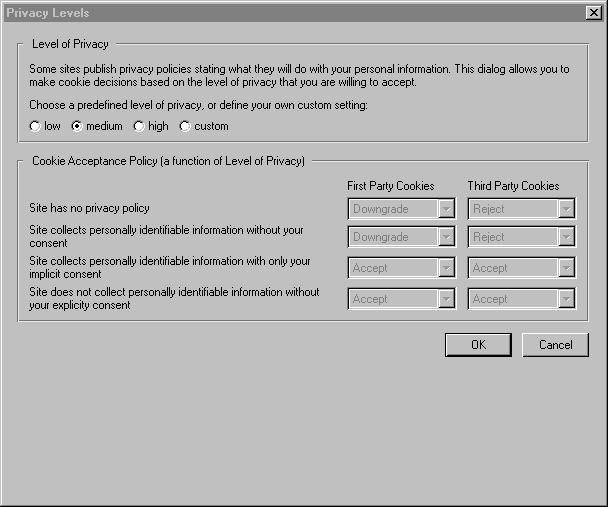 Privacy Levels
Level of Privacy
Some sites publish privacy policies stating what they will do with your personal information. This dialog allows you to
make cookie decisions based on the level of privacy that you are willing to accept.
Choose a predefined level of privacy, or define your own custom setting:
low medium high custom
Cookie Acceptance Policy (a function of Level of Privacy)
First Party Cookies Third Party Cookies
Site has no privacy policy Downgrade Reject
Site collects personally identifiable information without your
consent Downgrade Reject
Site collects personally identifiable information with only your
implicit consent Accept Accept
Site does not collect personally identifiable information without
your explicity consent Accept Accept
OK Cancel